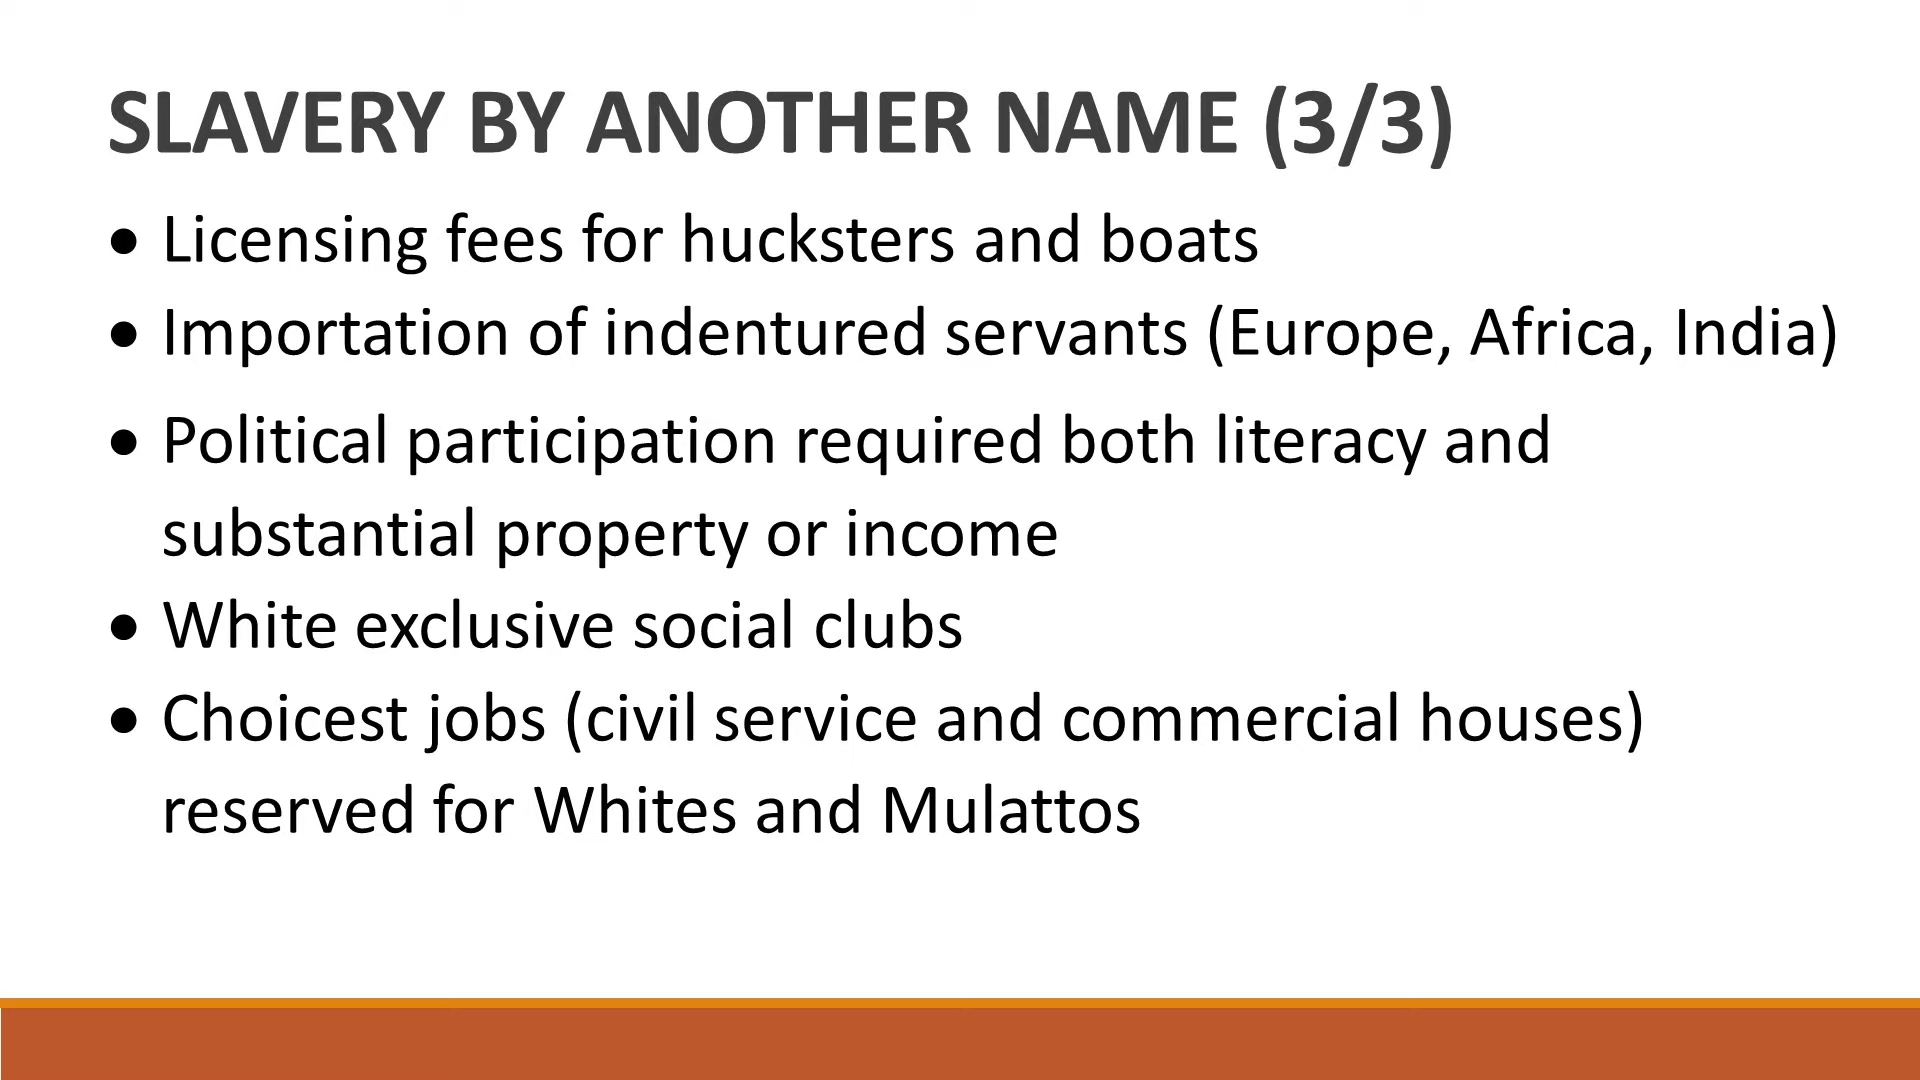 SLAVERY BY ANOTHER NAME (3/3)
• Licensing fees for hucksters and boats
• Importation of indentured servants (Europe, Africa, India)
• Political participation required both literacy and
substantial property or income
• White exclusive social clubs
• Choicest jobs (civil service and commercial houses)
reserved for Whites and Mulattos